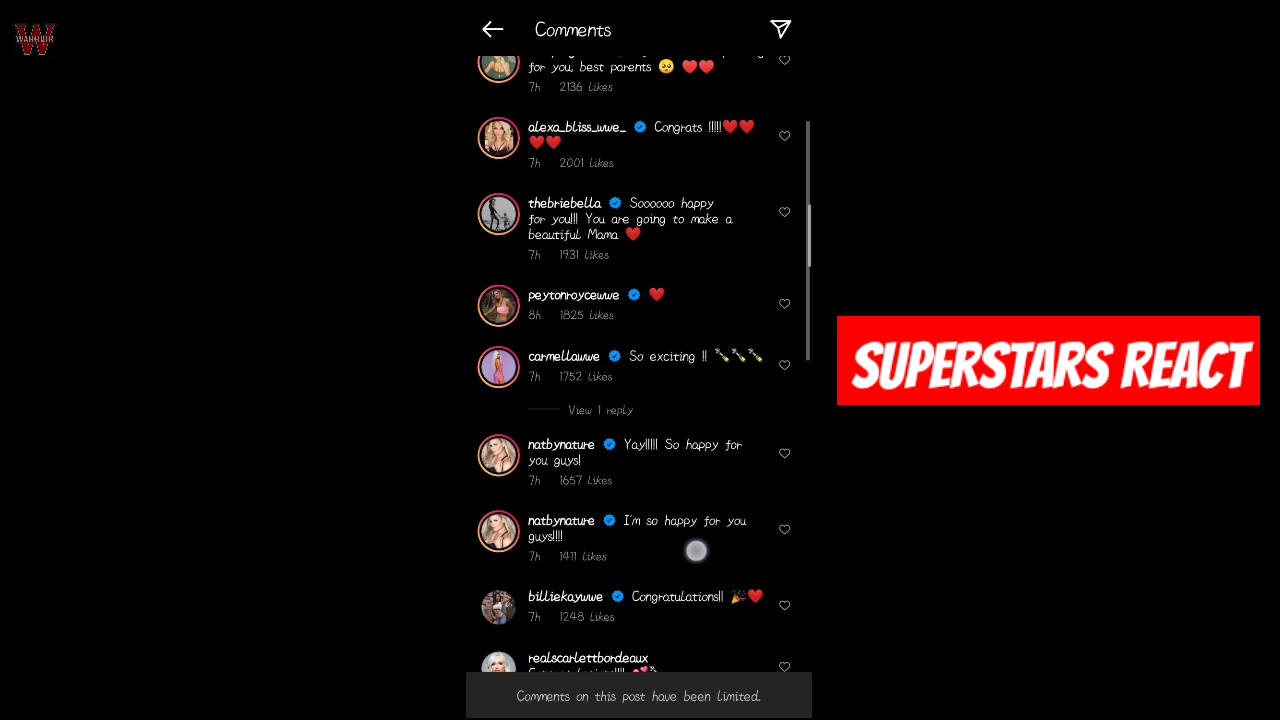 WARRIOR
Comments
for you, best parents 🥺 ❤️❤️
7h 2136 likes
alexa_bliss_wwe_ Congrats !!!!!❤️❤️
❤️❤️
7h 2001 likes
thebriebella Soooooo happy
for you!!! You are going to make a
beautiful Mama ❤️
7h 1931 likes
peytonroycewwe ❤️
8h 1825 likes
carmellawwe So exciting !! 🍾🍾🍾
7h 1752 likes
View 1 reply
SUPERSTARS REACT
natbynature Yay!!!!! So happy for
you guys!
7h 1657 likes
natbynature I'm so happy for you
guys!!!!
7h 1411 likes
billiekaywwe Congratulations!! 🎉❤️
7h 1248 likes
realscarlettbordeaux
Comments on this post have been limited.